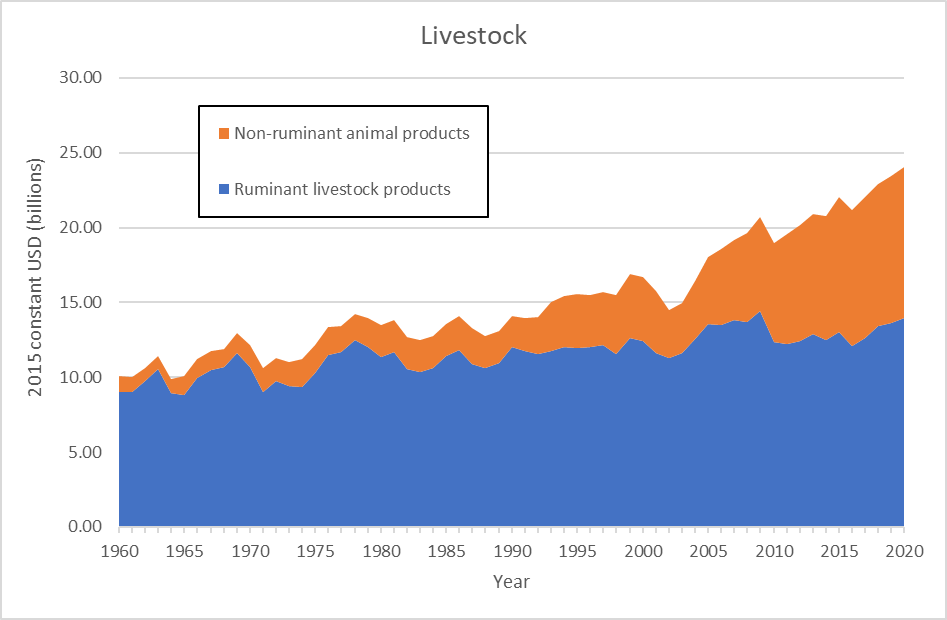 Livestock
30.00
25.00
20.00
15.00
10.00
5.00
0.00
2015 constant USD (billions)
Non-ruminant animal products
Ruminant livestock products
1960 1965 1970 1975 1980 1985 1990 1995 2000 2005 2010 2015 2020
Year